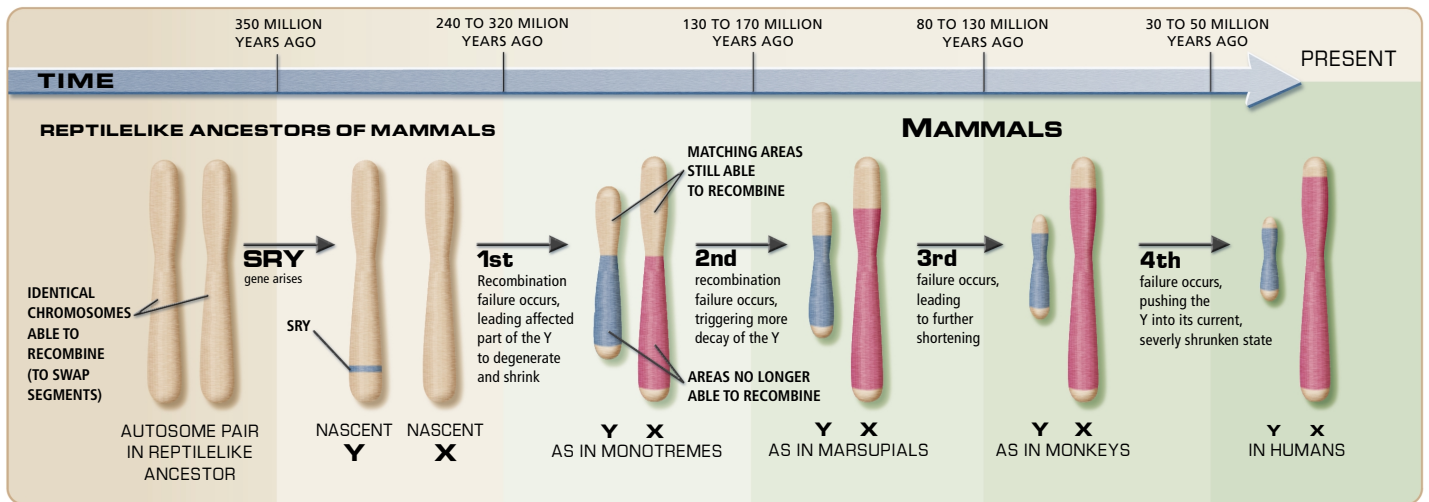 350 MILLION
YEARS AGO
240 TO 320 MILION
YEARS AGO
130 TO 170 MILLION
YEARS AGO
80 TO 130 MILLION
YEARS AGO
30 TO 50 MILLION
YEARS AGO
PRESENT
TIME
REPTILELIKE ANCESTORS OF MAMMALS
MAMMALS
IDENTICAL
CHROMOSOMES
ABLE TO
RECOMBINE
(TO SWAP
SEGMENTS)
AUTOSOME PAIR
IN REPTILELIKE
ANCESTOR
SRY
gene arises
SRY
NASCENT
Y
NASCENT
X
1st
Recombination
failure occurs,
leading affected
part of the Y
to degenerate
and shrink
MATCHING AREAS
STILL ABLE
TO RECOMBINE
AREAS NO LONGER
ABLE TO RECOMBINE
Y X
AS IN MONOTREMES
2nd
recombination
failure occurs,
triggering more
decay of the Y
Y X
AS IN MARSUPIALS
3rd
failure occurs,
leading
to further
shortening
Y X
AS IN MONKEYS
4th
failure occurs,
pushing the
Y into its current,
severly shrunken state
Y X
IN HUMANS